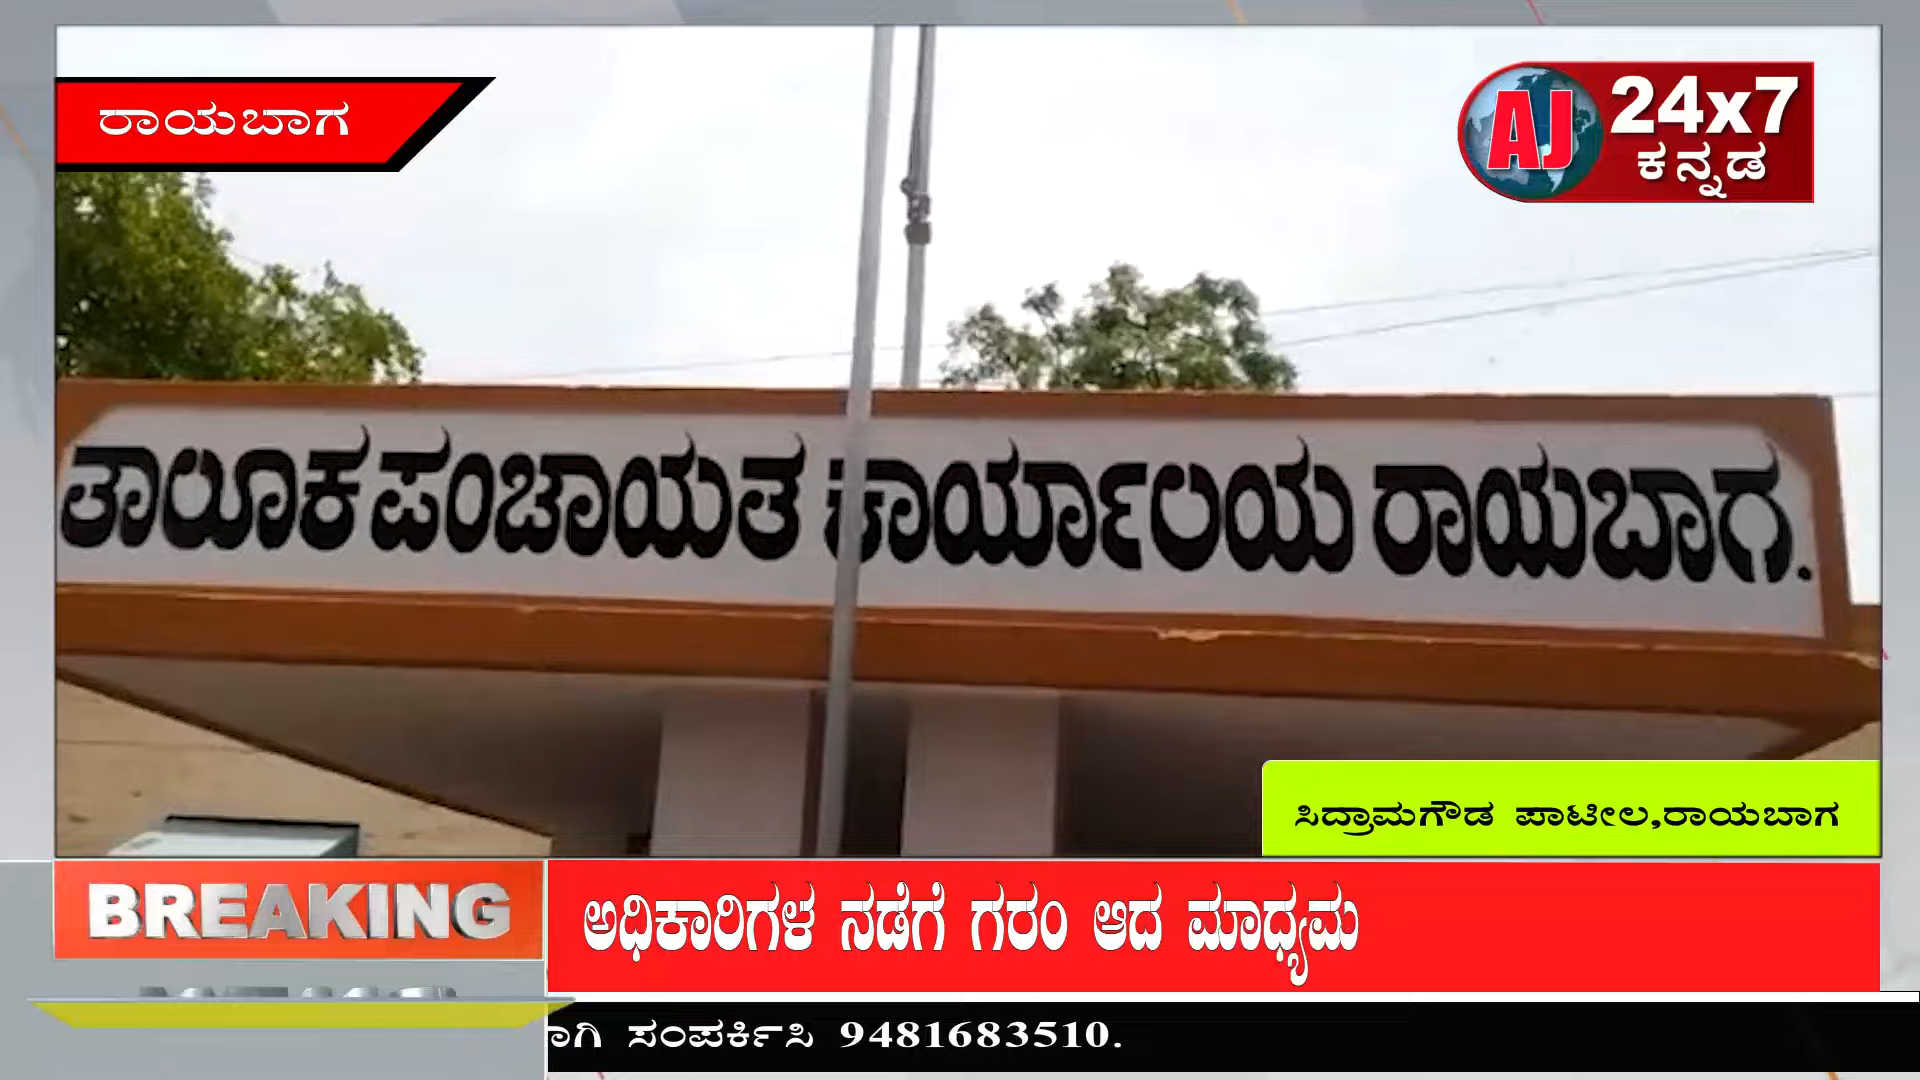 ರಾಯಬಾಗ
AJ 24x7
ಕನ್ನಡ
ತಾಲೂಕ ಪಂಚಾಯತ ಕಾರ್ಯಾಲಯ ರಾಯಬಾಗ.
ಸಿದ್ರಾಮಗೌಡ ಪಾಟೀಲ,ರಾಯಬಾಗ
BREAKING
ಅಧಿಕಾರಿಗಳ ನಡೆಗೆ ಗರಂ ಆದ ಮಾಧ್ಯಮ
ಸಂಪರ್ಕಿಸಿ 9481683510.